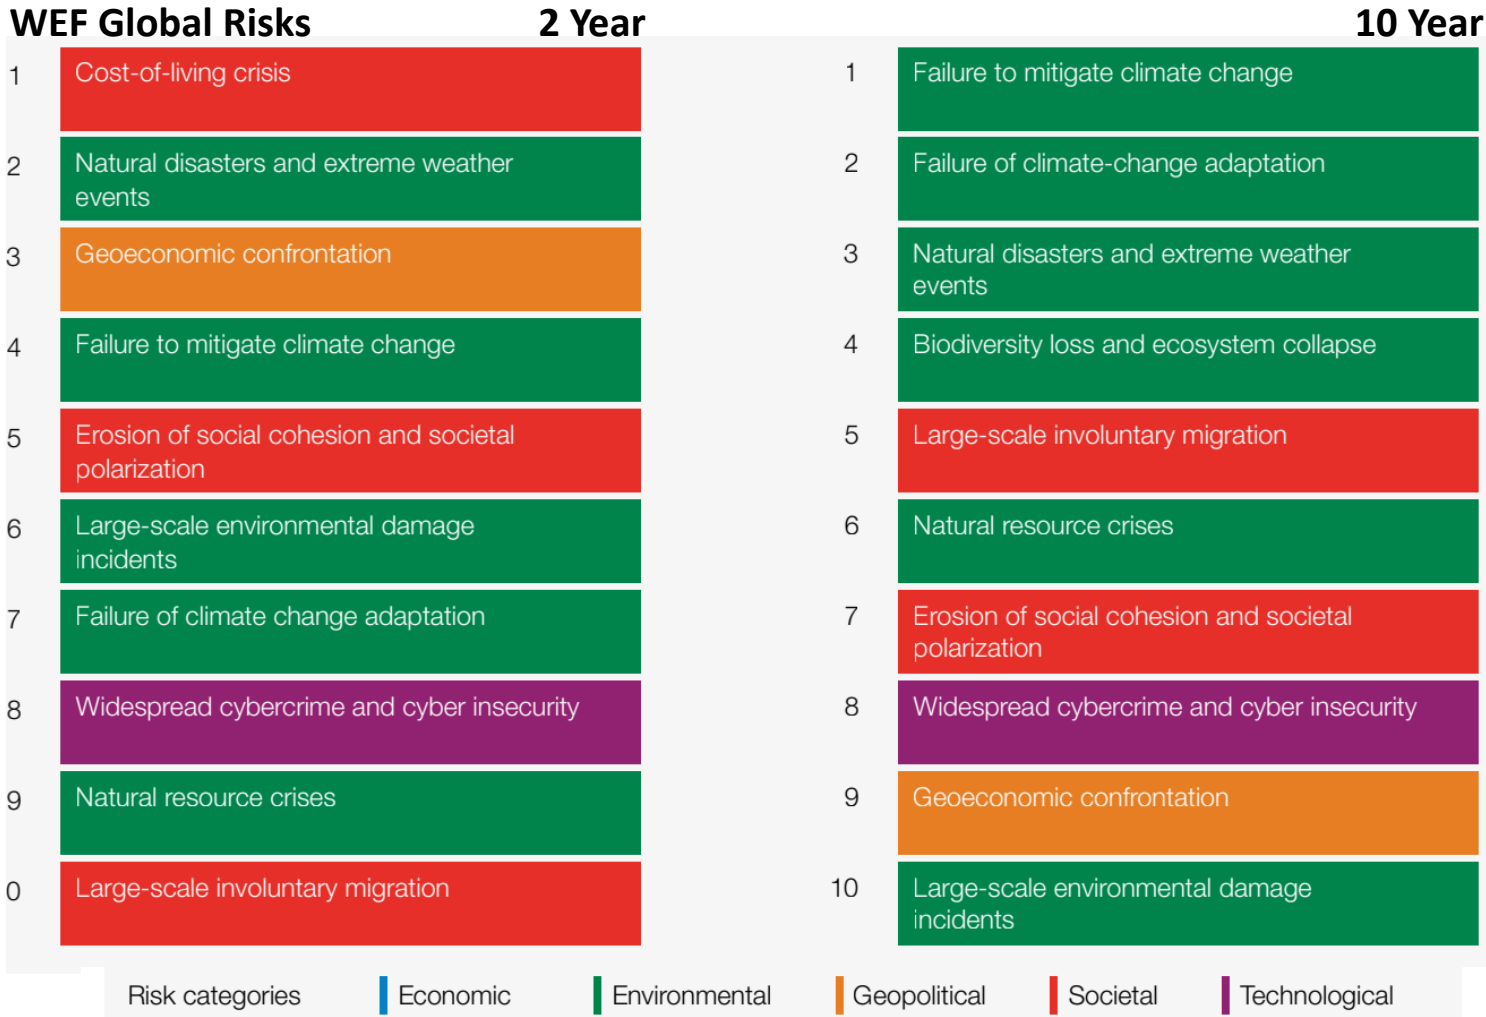 WEF Global Risks 2 Year 10 Year
1 Cost-of-living crisis
2 Natural disasters and extreme weather
events
3 Geoeconomic confrontation
4 Failure to mitigate climate change
5 Erosion of social cohesion and societal
polarization
6 Large-scale environmental damage
incidents
7 Failure of climate change adaptation
8 Widespread cybercrime and cyber insecurity
9 Natural resource crises
0 Large-scale involuntary migration
1 Failure to mitigate climate change
2 Failure of climate-change adaptation
3 Natural disasters and extreme weather
events
4 Biodiversity loss and ecosystem collapse
5 Large-scale involuntary migration
6 Natural resource crises
7 Erosion of social cohesion and societal
polarization
8 Widespread cybercrime and cyber insecurity
9 Geoeconomic confrontation
10 Large-scale environmental damage
incidents
Risk categories Economic Environmental Geopolitical Societal Technological